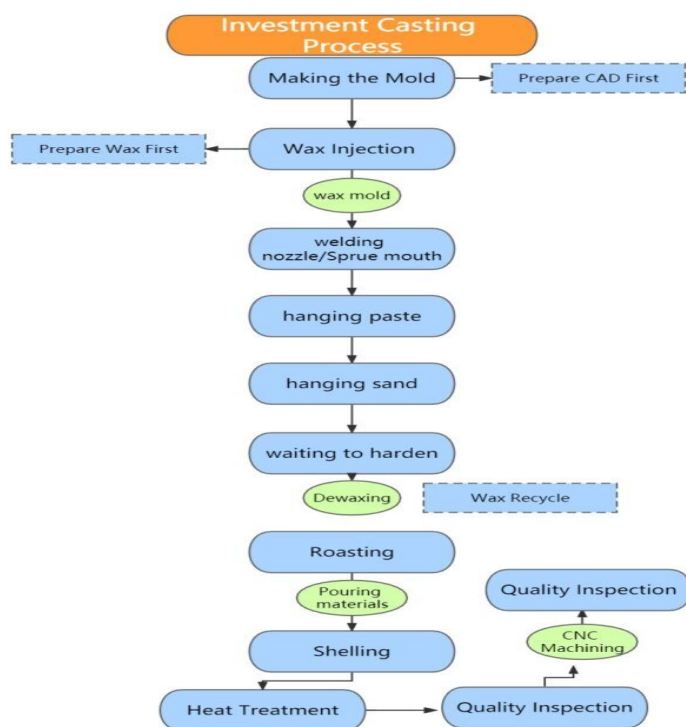 Investment Casting
Process
Making the Mold
Prepare CAD First
Prepare Wax First
Wax Injection
wax mold
welding
nozzle/Sprue mouth
hanging paste
hanging sand
waiting to harden
Dewaxing
Wax Recycle
Roasting
Pouring
materials
Quality Inspection
CNC
Machining
Shelling
Heat Treatment
Quality Inspection